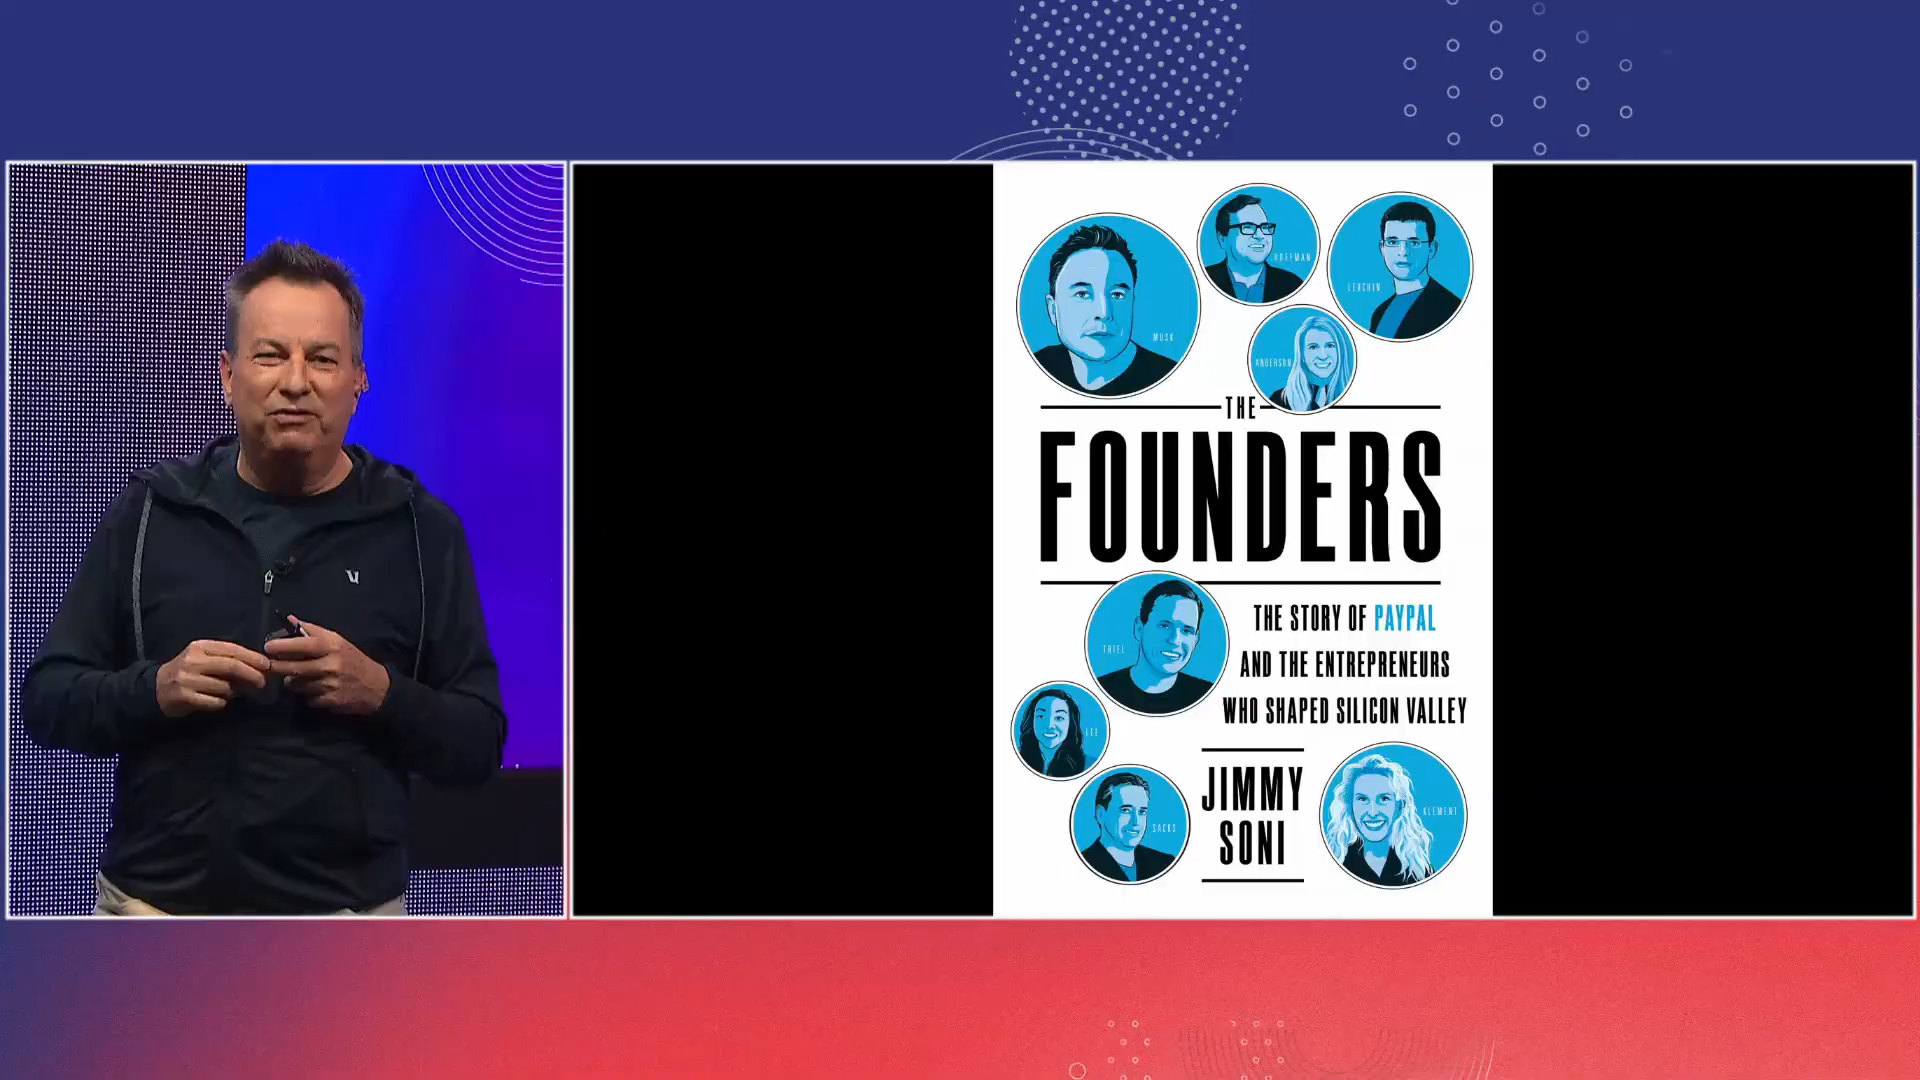 HOFFMAN
LEVCHIN
MUSK
ANDERSON
THE
FOUNDERS
THIEL
THE STORY OF PAYPAL
AND THE ENTREPRENEURS
WHO SHAPED SILICON VALLEY
LEE
SACKS
JIMMY
SONI
KLEMENT